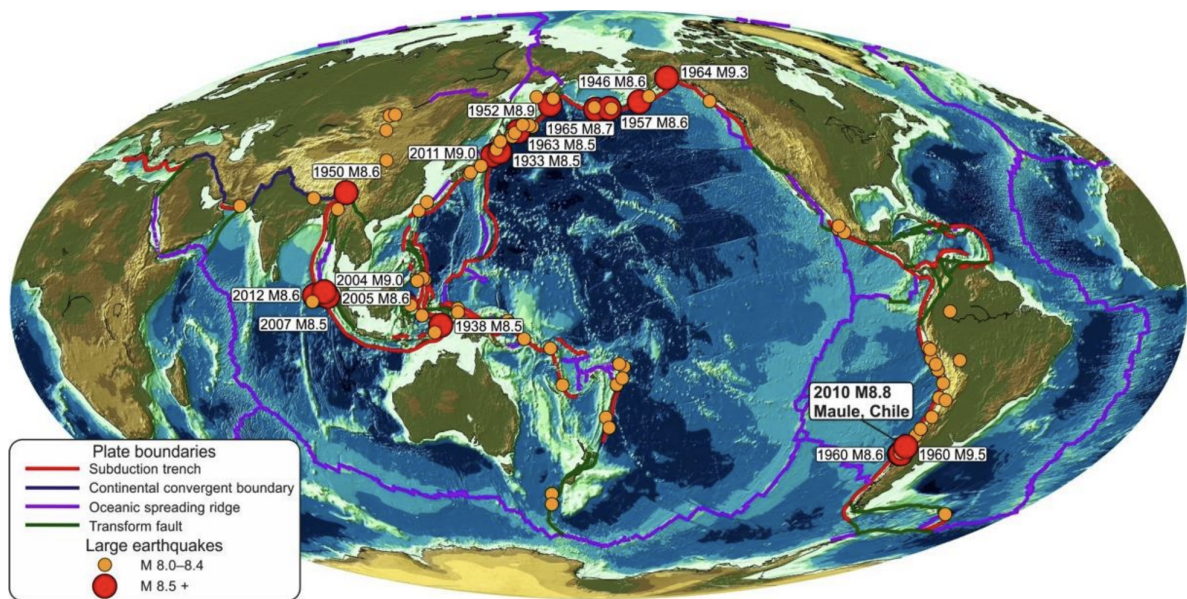 1964 M9.3
1946 M8.6
1952 M8.9
1957 M8.6
1965 M8.7
1963 M8.5
2011 M9.0
1933 M8.5
1950 M8.6
2004 M9.0
2012 M8.6
2005 M8.6
2007 M8.5
1938 M8.5
2010 M8.8
Maule, Chile
1960 M8.6
1960 M9.5
Plate boundaries
Subduction trench
Continental convergent boundary
Oceanic spreading ridge
Transform fault
Large earthquakes
M 8.0–8.4
M 8.5 +